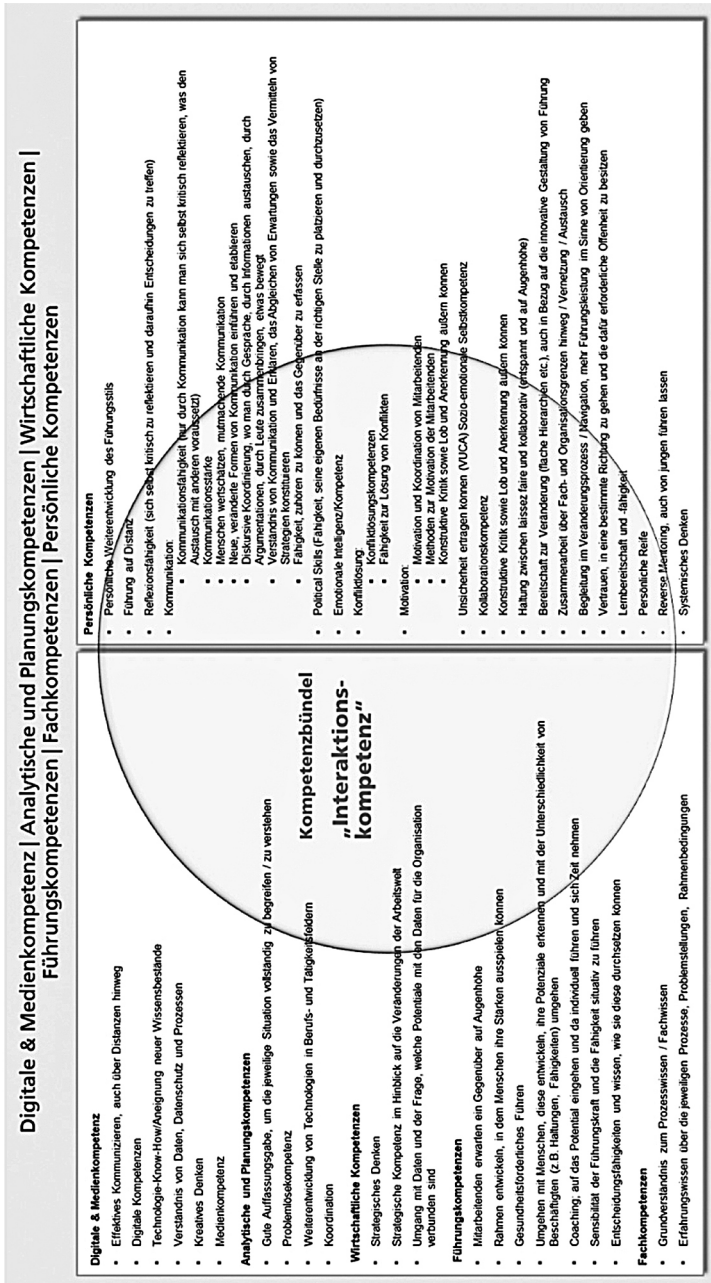 Digitale & Medienkompetenz | Analytische und Planungskompetenzen | Wirtschaftliche Kompetenzen |
Führungskompetenzen | Fachkompetenzen | Persönliche Kompetenzen
Digitale & Medienkompetenz
• Effektives Kommunizieren, auch über Distanzen hinweg
• Digitale Kompetenzen
• Technologie-Know-How/Aneignung neuer Wissensbestände
• Verständnis von Daten, Datenschutz und Prozessen
• Kreatives Denken
• Medienkompetenz
Analytische und Planungskompetenzen
• Gute Auffassungsgabe, um die jeweilige Situation vollständig zu begreifen / zu verstehen
• Problemlösekompetenz
• Weiterentwicklung von Technologien in Berufs- und Tätigkeitsfeldern
• Koordination
Wirtschaftliche Kompetenzen
• Strategisches Denken
• Strategische Kompetenz im Hinblick auf die Veränderungen der Arbeitswelt
• Umgang mit Daten und der Frage, welche Potentiale mit den Daten für die Organisation
verbunden sind
Führungskompetenzen
• Mitarbeitenden erwarten ein Gegenüber auf Augenhöhe
• Rahmen entwickeln, in dem Menschen ihre Stärken ausspielen können
• Gesundheitsförderliches Führen
• Umgehen mit Menschen, diese entwickeln, ihre Potenziale erkennen und mit der Unterschiedlichkeit von
Beschäftigten (z.B. Haltungen, Fähigkeiten) umgehen
• Coaching; auf das Potential eingehen und da individuell führen und sich Zeit nehmen
• Sensibilität der Führungskraft und die Fähigkeit situativ zu führen
• Entscheidungsfähigkeiten und wissen, wie sie diese durchsetzen können
Fachkompetenzen
• Grundverständnis zum Prozesswissen / Fachwissen
• Erfahrungswissen über die jeweiligen Prozesse, Problemstellungen, Rahmenbedingungen
Kompetenzbündel
„Interaktions-
kompetenz"
Persönliche Kompetenzen
• Persönliche Weiterentwicklung des Führungsstils
• Führung auf Distanz
• Reflexionsfähigkeit (sich selbst kritisch zu reflektieren und daraufhin Entscheidungen zu treffen)
• Kommunikation:
• Kommunikationsfähigkeit (nur durch Kommunikation kann man sich selbst kritisch reflektieren, was den
Austausch mit anderen voraussetzt)
• Kommunikationsstärke
• Menschen wertschätzen, mutmachende Kommunikation
• Neue, veränderte Formen von Kommunikation einführen und etablieren
• Diskursive Koordinierung, wo man durch Gespräche, durch Informationen austauschen, durch
Argumentationen, durch Leute zusammenbringen, etwas bewegt
• Verständnis von Kommunikation und Erklären, das Abgleichen von Erwartungen sowie das Vermitteln von
Strategien konstituieren
• Fähigkeit, zuhören zu können und das Gegenüber zu erfassen
• Political Skills (Fähigkeit, seine eigenen Bedürfnisse an der richtigen Stelle zu platzieren und durchzusetzen)
• Emotionale Intelligenz/Kompetenz
• Konfliktlösung:
• Konfliktlösungskompetenzen
• Fähigkeit zur Lösung von Konflikten
• Motivation:
• Motivation und Koordination von Mitarbeitenden
• Methoden zur Motivation der Mitarbeitenden
• Konstruktive Kritik sowie Lob und Anerkennung äußern können
• Unsicherheit ertragen können (VUCA) Sozio-emotionale Selbstkompetenz
• Kollaborationskompetenz
• Konstruktive Kritik sowie Lob und Anerkennung äußern können
• Haltung zwischen laissez faire und kollaborativ (entspannt und auf Augenhöhe)
• Bereitschaft zur Veränderung (flache Hierarchien etc.), auch in Bezug auf die innovative Gestaltung von Führung
• Zusammenarbeit über Fach- und Organisationsgrenzen hinweg / Vernetzung / Austausch
• Begleitung im Veränderungsprozess / Navigation, mehr Führungsleistung im Sinne von Orientierung geben
• Vertrauen, in eine bestimmte Richtung zu gehen und die dafür erforderliche Offenheit zu besitzen
• Lernbereitschaft und -fähigkeit
• Persönliche Reife
• Reverse Mentoring, auch von jungen führen lassen
• Systemisches Denken